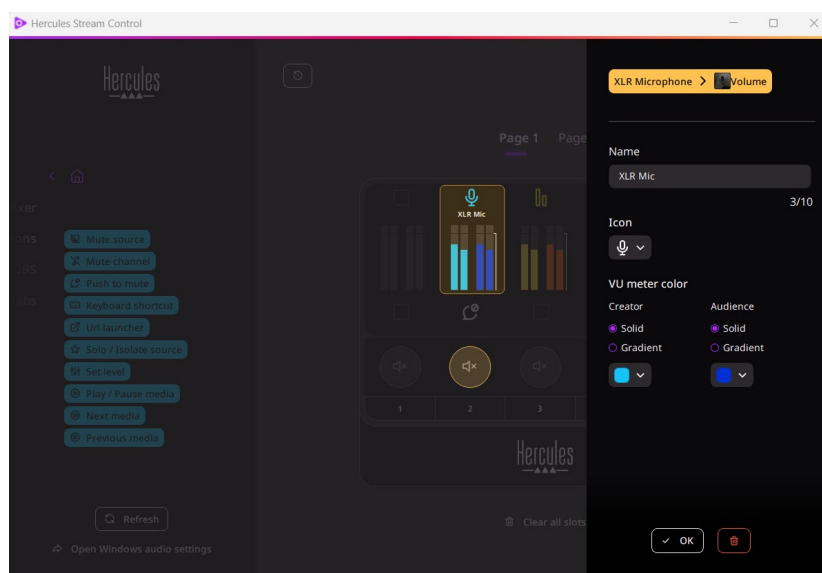 Hercules Stream Control
Hercules
XLR Microphone > Volume
Page 1 Page
Name
XLR Mic
3/10
Icon
VU meter color
Creator Audience
Solid Solid
Gradient Gradient
XLR Mic
xer
ons
Mute source
Mute channel
Push to mute
Keyboard shortcut
Url launcher
Solo / Isolate source
Set level
Play / Pause media
Next media
Previous media
1 2 3
Hercules
Refresh
Open Windows audio settings
Clear all slots
OK